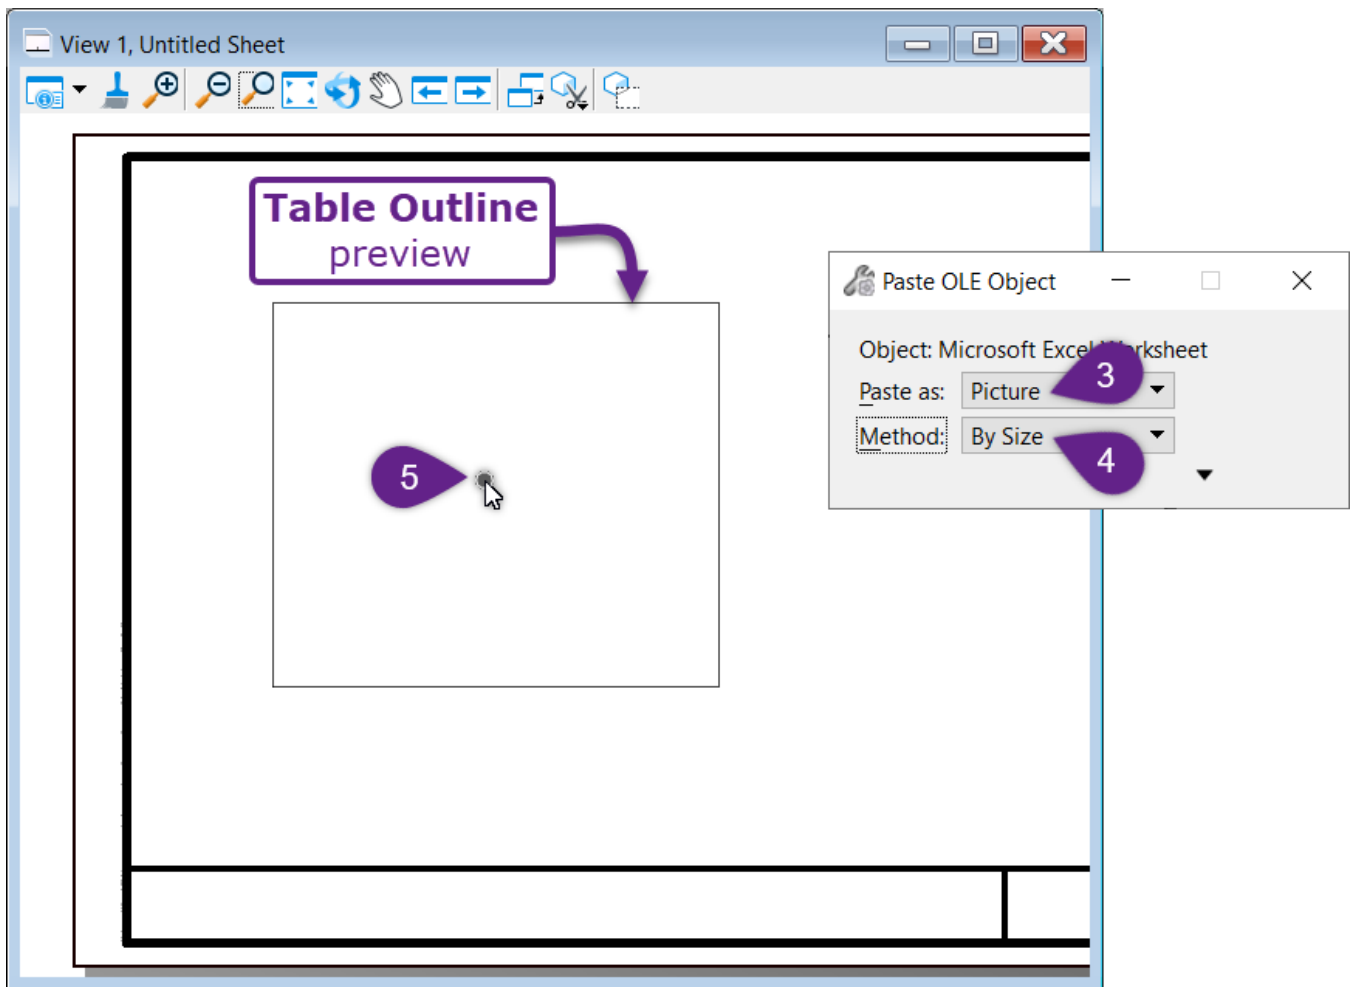 View 1, Untitled Sheet
Table Outline
preview
Paste OLE Object
Object: Microsoft Excel Worksheet
Paste as: Picture
3
Method: By Size
4
5